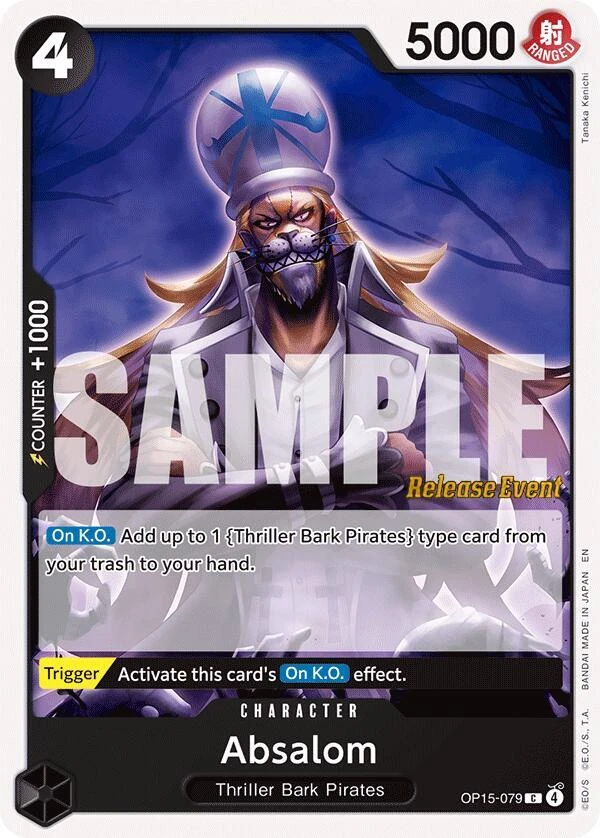 4
5000
射
RANGED
Tanaka Kenichi
COUNTER +1000
SAMPLE
Release Event
On K.O. Add up to 1 {Thriller Bark Pirates} type card from
your trash to your hand.
Trigger Activate this card's On K.O. effect.
CHARACTER
Absalom
Thriller Bark Pirates
OP15-079 C 4
©EO/S ©E.O./S., T.A. BANDAI MADE IN JAPAN EN